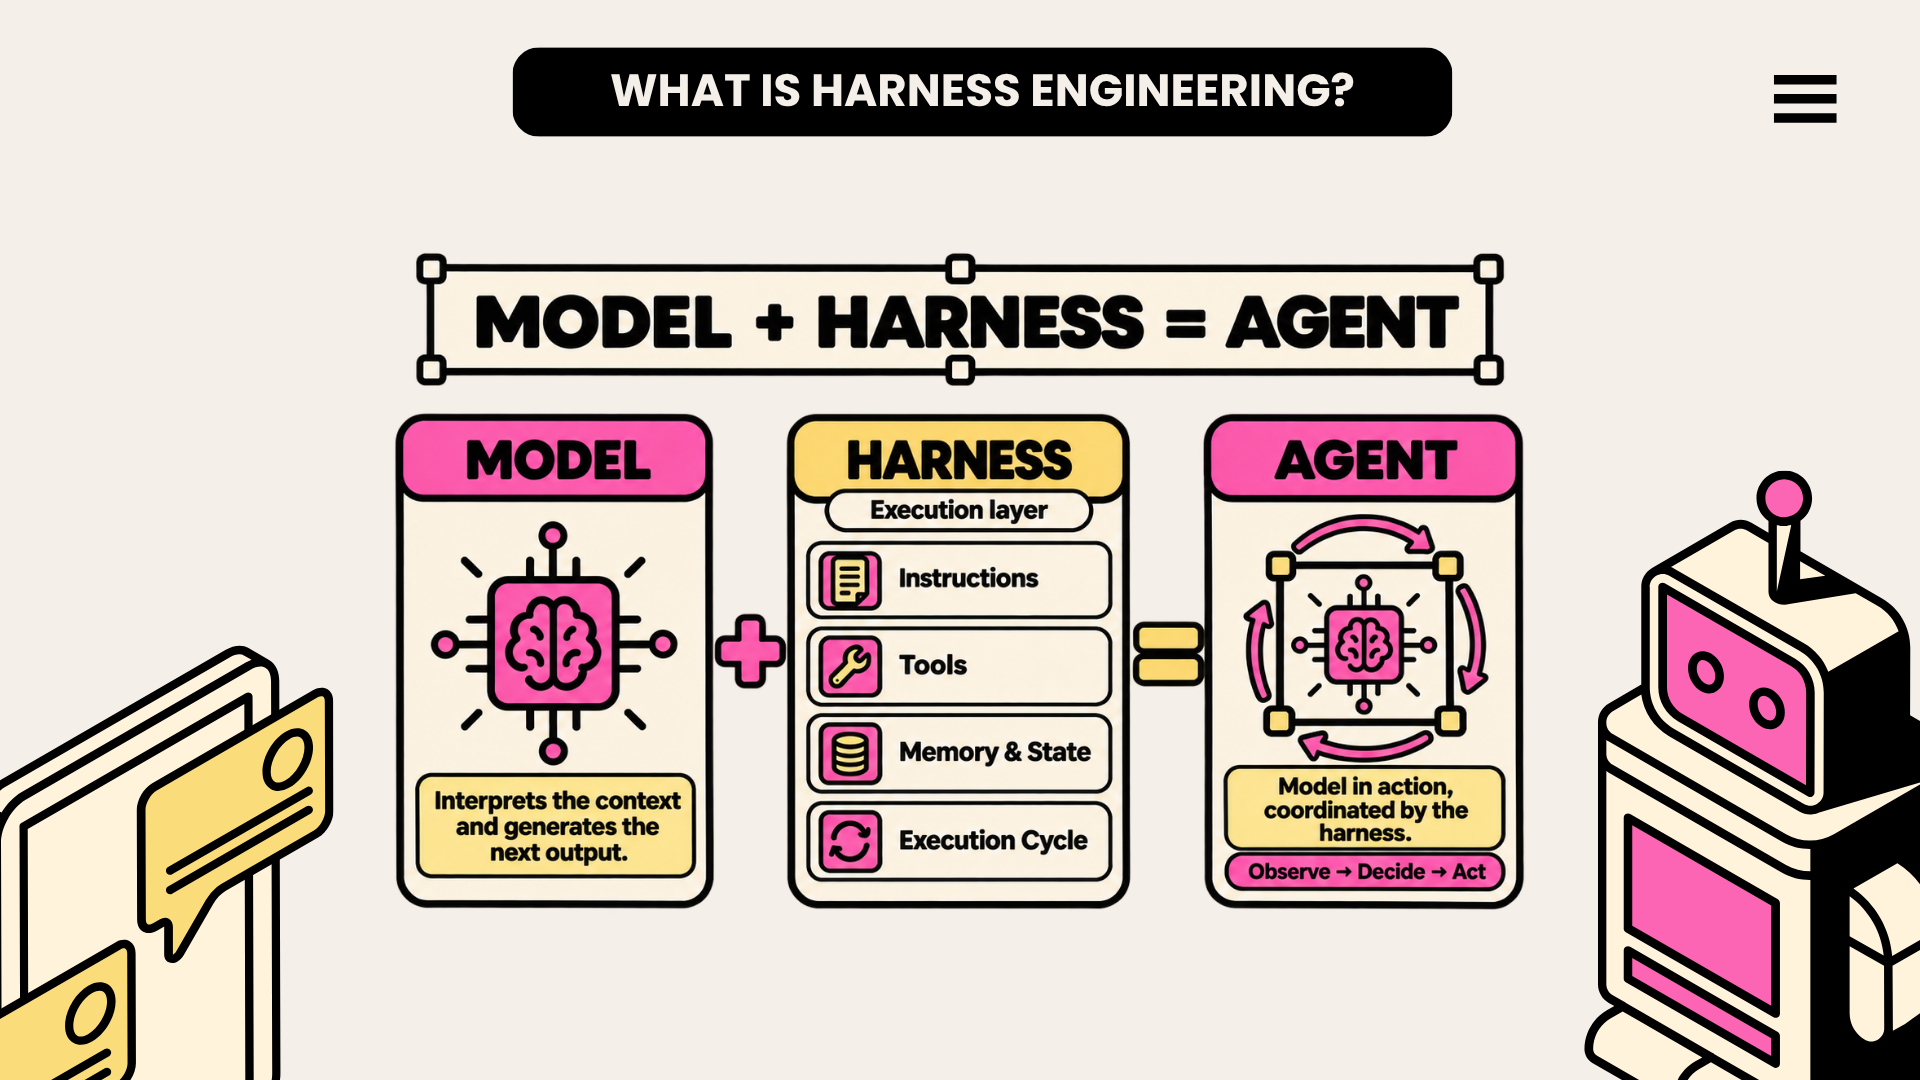 WHAT IS HARNESS ENGINEERING?
MODEL + HARNESS = AGENT
MODEL
Interprets the context
and generates the
next output.
HARNESS
Execution layer
Instructions
Tools
Memory & State
Execution Cycle
AGENT
Model in action,
coordinated by the
harness.
Observe → Decide → Act